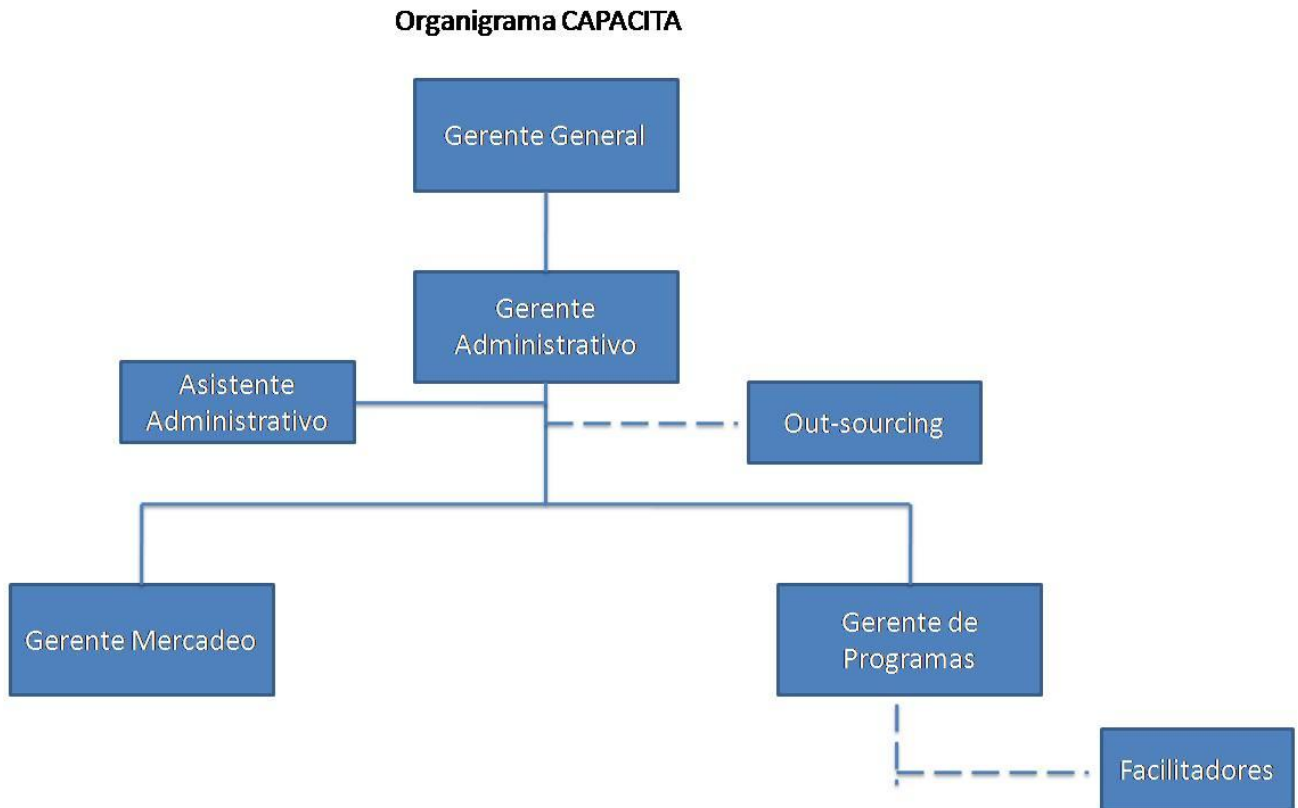 Organigrama CAPACITA
Gerente General
Gerente
Administrativo
Asistente
Administrativo
Out-sourcing
Gerente Mercadeo
Gerente de
Programas
Facilitadores